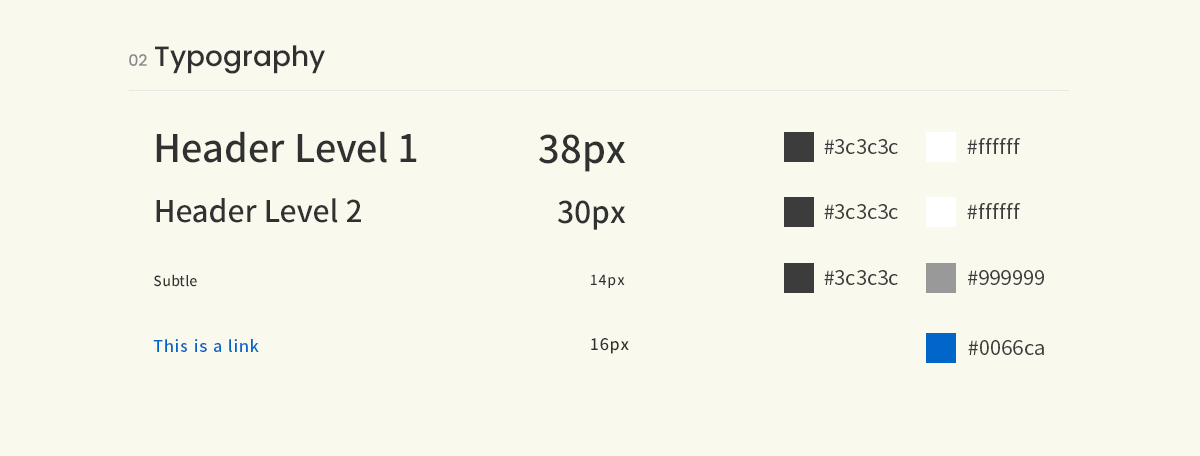 02 Typography
Header Level 1 38px #3c3c3c #ffffff
Header Level 2 30px #3c3c3c #ffffff
Subtle 14px #3c3c3c #999999
This is a link 16px #0066ca